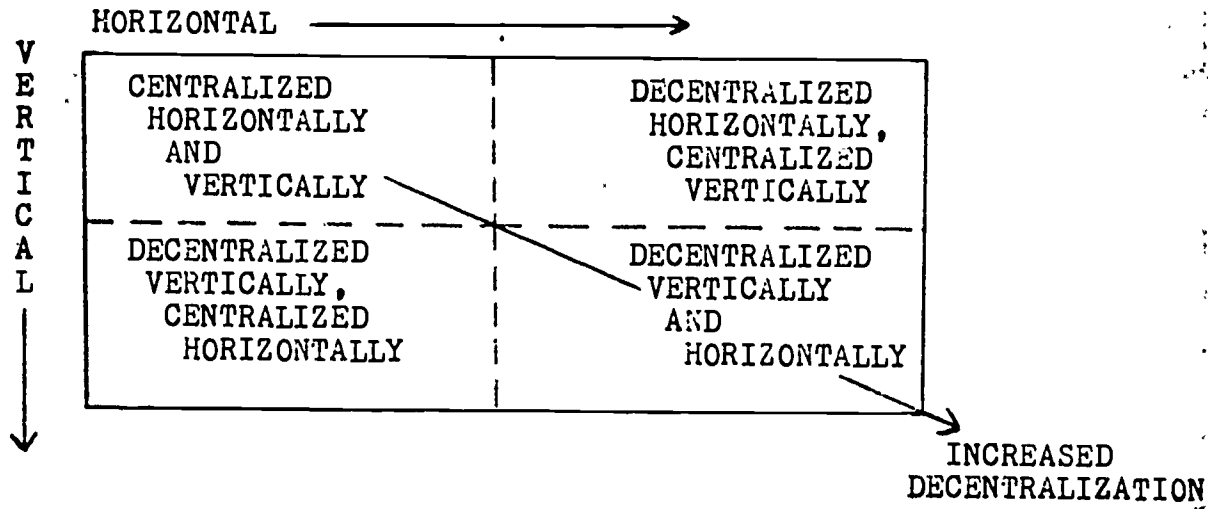 HORIZONTAL
VERTICAL
CENTRALIZED
HORIZONTALLY
AND
VERTICALLY
DECENTRALIZED
HORIZONTALLY,
CENTRALIZED
VERTICALLY
DECENTRALIZED
VERTICALLY,
CENTRALIZED
HORIZONTALLY
DECENTRALIZED
VERTICALLY
AND
HORIZONTALLY
INCREASED
DECENTRALIZATION